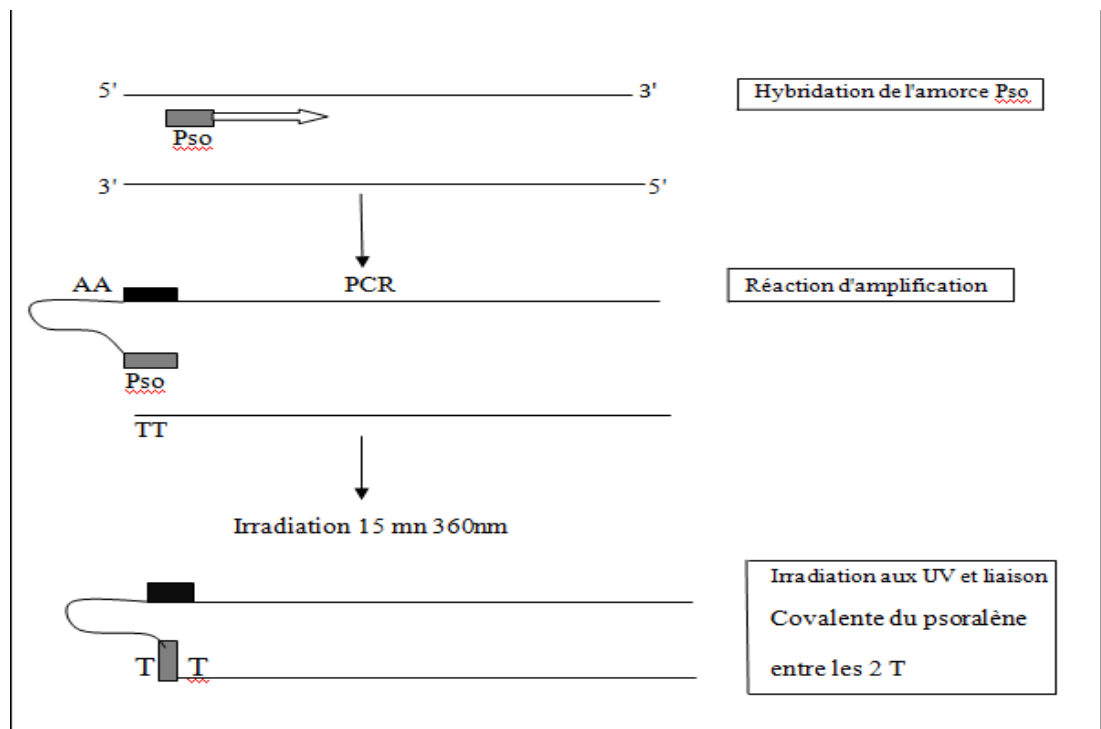 5'
3'
Hybridation de l'amorce Pso
Pso
3'
5'
AA
PCR
Réaction d'amplification
Pso
TT
Irradiation 15 mn 360nm
Irradiation aux UV et liaison
Covalente du psoralène
entre les 2 T
T T